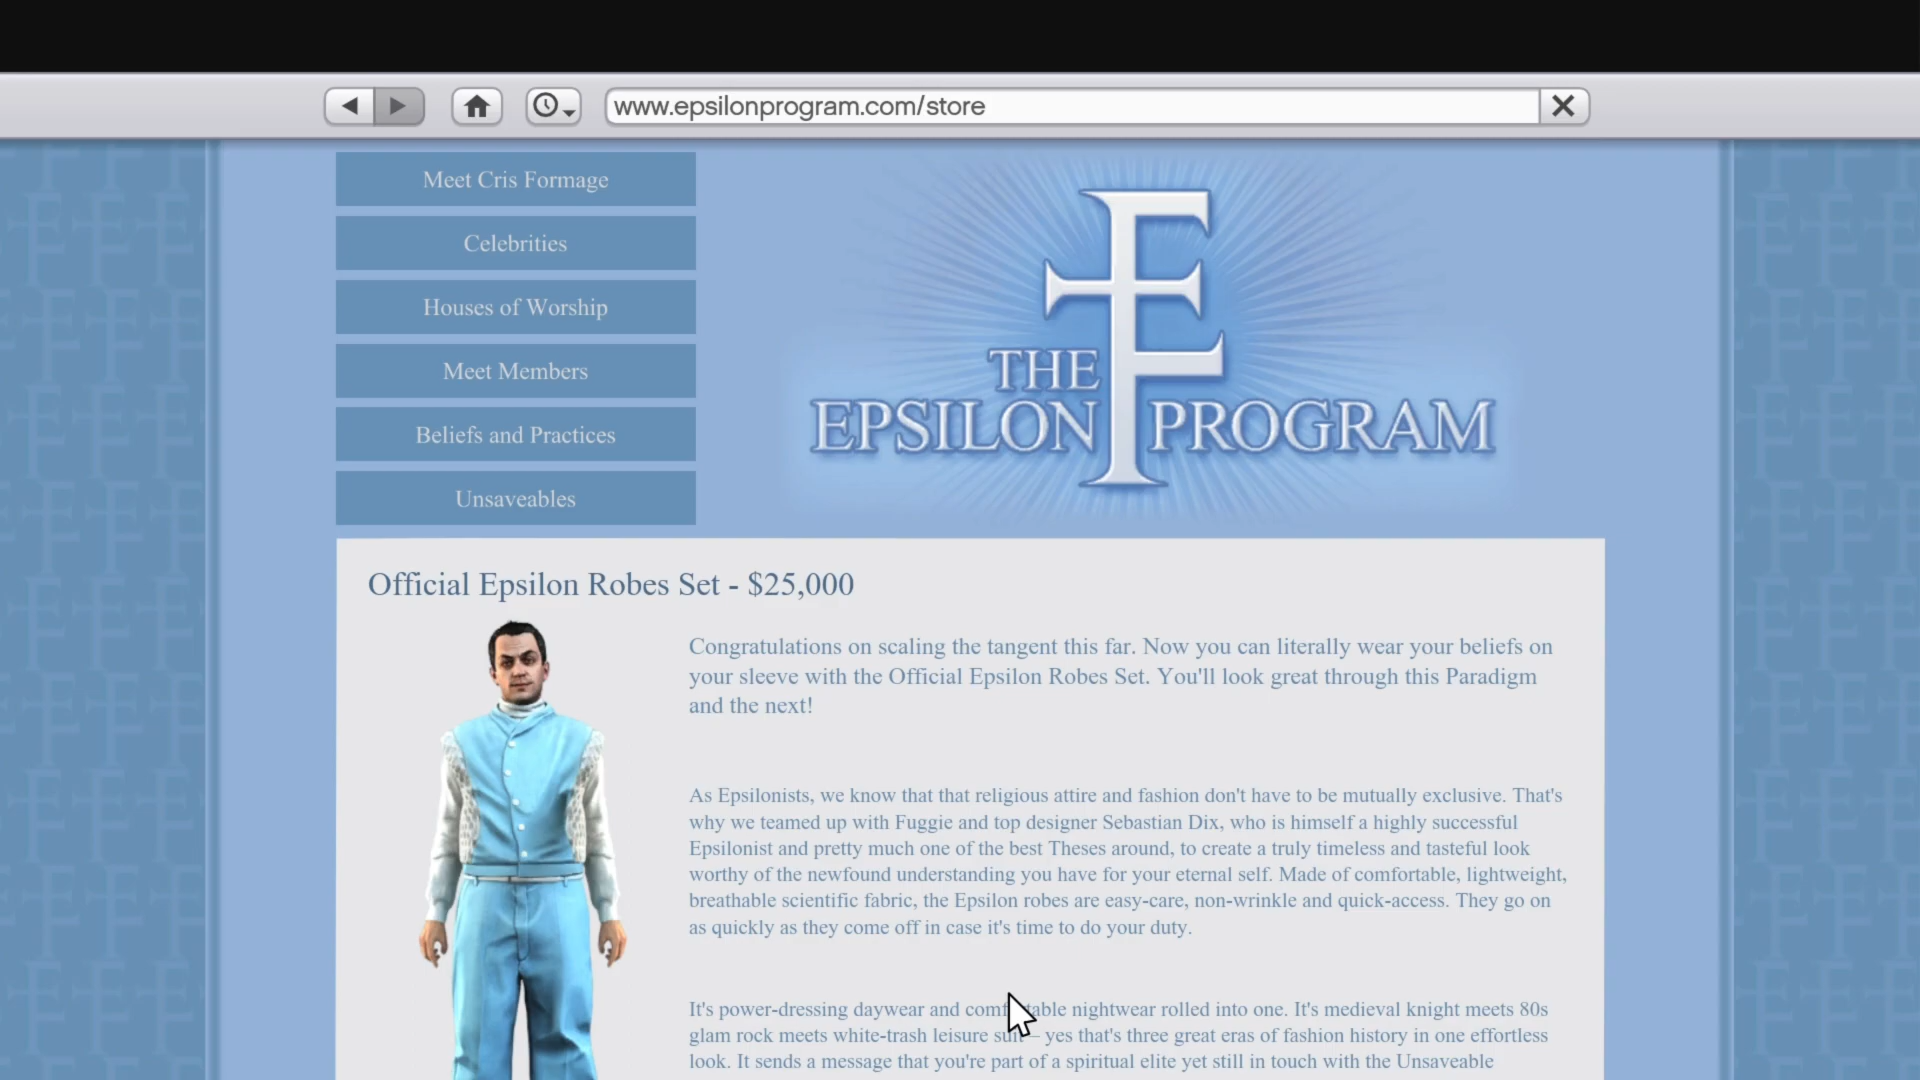 www.epsilonprogram.com/store
Meet Cris Formage
Celebrities
Houses of Worship
Meet Members
Beliefs and Practices
Unsaveables
THE
EPSILON PROGRAM
Official Epsilon Robes Set - $25,000
Congratulations on scaling the tangent this far. Now you can literally wear your beliefs on
your sleeve with the Official Epsilon Robes Set. You'll look great through this Paradigm
and the next!
As Epsilonists, we know that that religious attire and fashion don't have to be mutually exclusive. That's
why we teamed up with Fuggie and top designer Sebastian Dix, who is himself a highly successful
Epsilonist and pretty much one of the best Theses around, to create a truly timeless and tasteful look
worthy of the newfound understanding you have for your eternal self. Made of comfortable, lightweight,
breathable scientific fabric, the Epsilon robes are easy-care, non-wrinkle and quick-access. They go on
as quickly as they come off in case it's time to do your duty.
It's power-dressing daywear and comfortable nightwear rolled into one. It's medieval knight meets 80s
glam rock meets white-trash leisure suit – yes that's three great eras of fashion history in one effortless
look. It sends a message that you're part of a spiritual elite yet still in touch with the Unsaveable